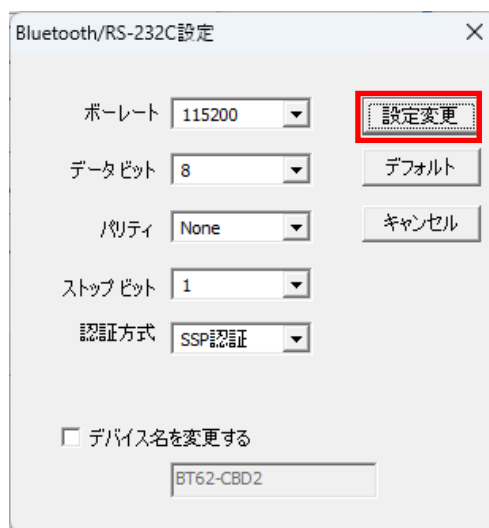 Bluetooth/RS-232C設定
ボーレート 115200 設定変更
データ ビット 8 デフォルト
パリティ None キャンセル
ストップ ビット 1
認証方式 SSP認証
デバイス名を変更する
BT62-CBD2